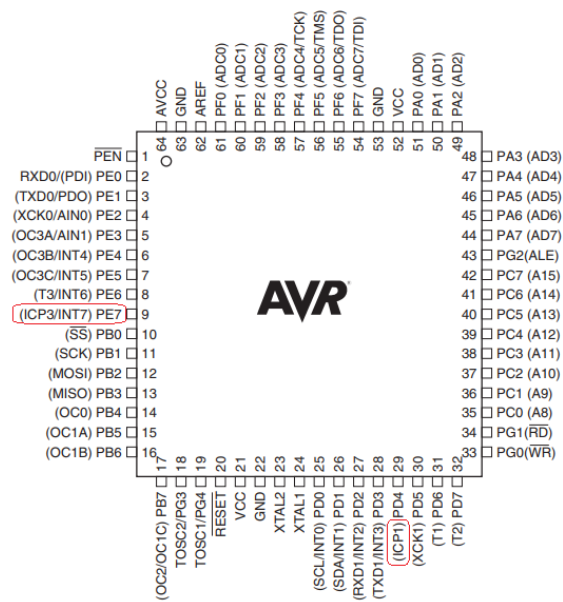 64 AVCC
63 GND
62 AREF
61 PF0 (ADC0)
60 PF1 (ADC1)
59 PF2 (ADC2)
58 PF3 (ADC3)
57 PF4 (ADC4/TCK)
56 PF5 (ADC5/TMS)
55 PF6 (ADC6/TDO)
54 PF7 (ADC7/TDI)
53 GND
52 VCC
51 PA0 (AD0)
50 PA1 (AD1)
49 PA2 (AD2)
PEN 1
RXD0/(PDI) PE0 2
(TXD0/PDO) PE1 3
(XCK0/AIN0) PE2 4
(OC3A/AIN1) PE3 5
(OC3B/INT4) PE4 6
(OC3C/INT5) PE5 7
(T3/INT6) PE6 8
(ICP3/INT7) PE7 9
(SS) PB0 10
(SCK) PB1 11
(MOSI) PB2 12
(MISO) PB3 13
(OC0) PB4 14
(OC1A) PB5 15
(OC1B) PB6 16
AVR
48 PA3 (AD3)
47 PA4 (AD4)
46 PA5 (AD5)
45 PA6 (AD6)
44 PA7 (AD7)
43 PG2(ALE)
42 PC7 (A15)
41 PC6 (A14)
40 PC5 (A13)
39 PC4 (A12)
38 PC3 (A11)
37 PC2 (A10)
36 PC1 (A9)
35 PC0 (A8)
34 PG1(RD)
33 PG0(WR)
(OC2/OC1C) PB7 17
TOSC2/PG3 18
TOSC1/PG4 19
RESET 20
VCC 21
GND 22
XTAL2 23
XTAL1 24
(SCL/INT0) PD0 25
(SDA/INT1) PD1 26
(RXD1/INT2) PD2 27
(TXD1/INT3) PD3 28
(ICP1) PD4 29
(XCK1) PD5 30
(T1) PD6 31
(T2) PD7 32